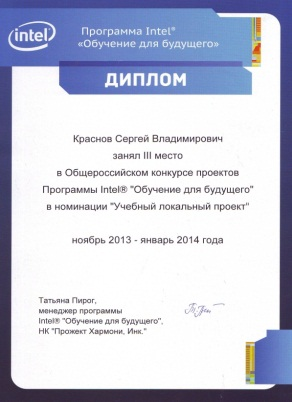 intel
Программа Intel®
«Обучение для будущего»
ДИПЛОМ
Краснов Сергей Владимирович
занял III место
в Общероссийском конкурсе проектов
Программы Intel® "Обучение для будущего"
в номинации "Учебный локальный проект"
ноябрь 2013 - январь 2014 года
Татьяна Пирог,
менеджер программы
Intel® "Обучение для будущего",
НК "Прожект Хармони, Инк."